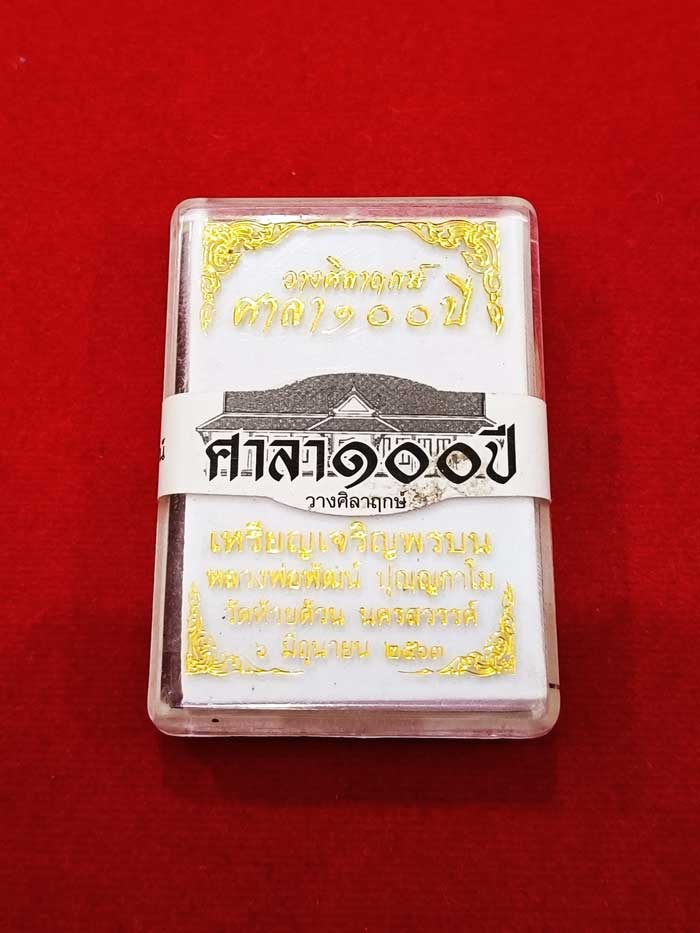 วางศิลาฤกษ์
ศาลา๑๐๐ปี
ศาลา๑๐๐ปี
วางศิลาฤกษ์
เหรียญเจริญพรบน
หลวงพ่อพัฒน์ ปุญญกาโม
วัดห้วยด้วน นครสวรรค์
๖ มิถุนายน ๒๕๖๓